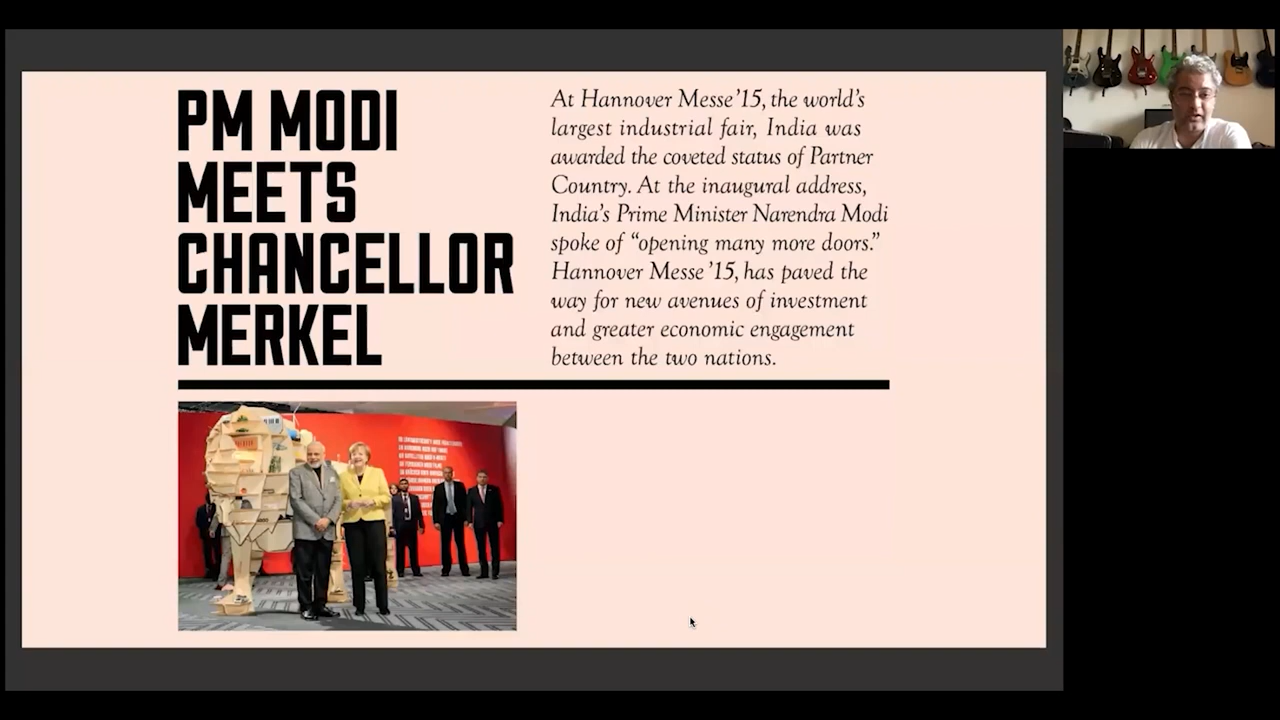 PM MODI
MEETS
CHANCELLOR
MERKEL
At Hannover Messe ’15, the world’s
largest industrial fair, India was
awarded the coveted status of Partner
Country. At the inaugural address,
India’s Prime Minister Narendra Modi
spoke of “opening many more doors.”
Hannover Messe ’15, has paved the
way for new avenues of investment
and greater economic engagement
between the two nations.